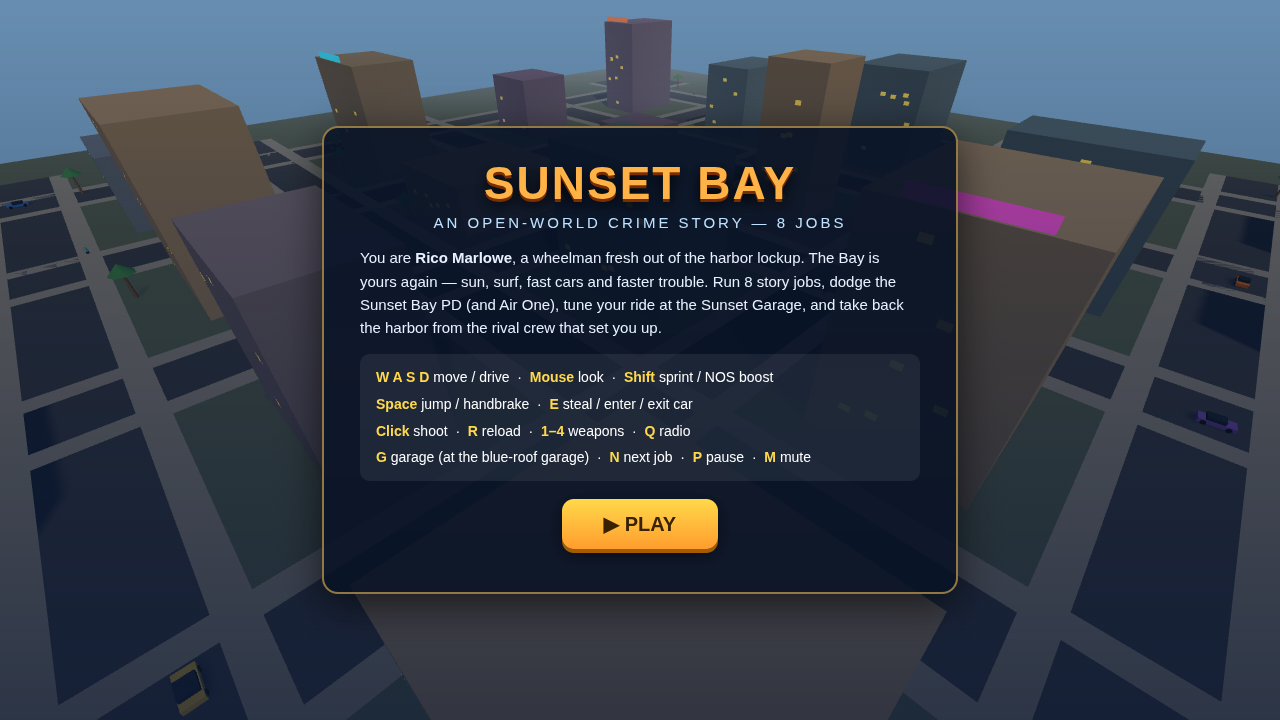 SUNSET BAY
AN OPEN-WORLD CRIME STORY — 8 JOBS
You are Rico Marlowe, a wheelman fresh out of the harbor lockup. The Bay is
yours again — sun, surf, fast cars and faster trouble. Run 8 story jobs, dodge the
Sunset Bay PD (and Air One), tune your ride at the Sunset Garage, and take back
the harbor from the rival crew that set you up.
W A S D move / drive · Mouse look · Shift sprint / NOS boost
Space jump / handbrake · E steal / enter / exit car
Click shoot · R reload · 1–4 weapons · Q radio
G garage (at the blue-roof garage) · N next job · P pause · M mute
▶ PLAY